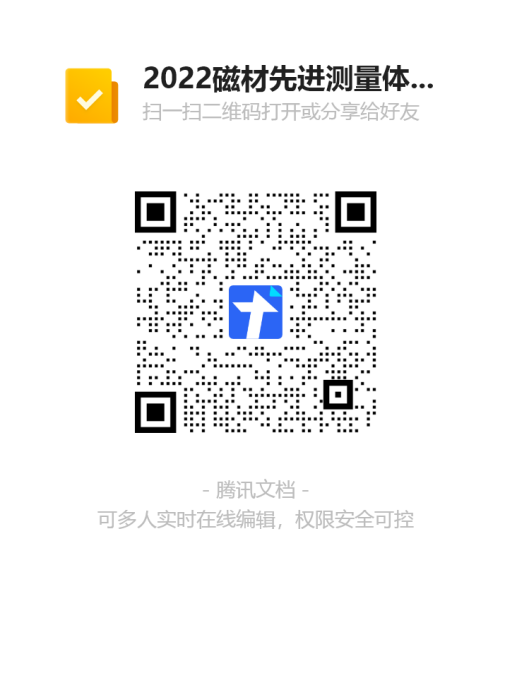 2022磁材先进测量体...
扫一扫二维码打开或分享给好友
- 腾讯文档 -
可多人实时在线编辑，权限安全可控